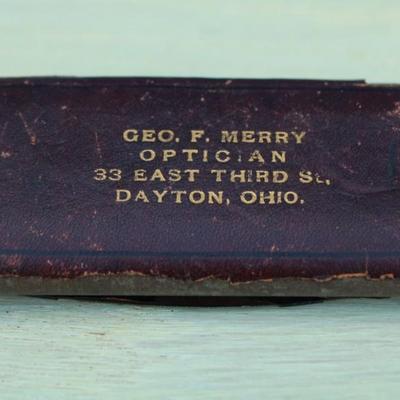 GEO. F. MERRY
OPTICIAN
33 EAST THIRD St.,
DAYTON, OHIO.